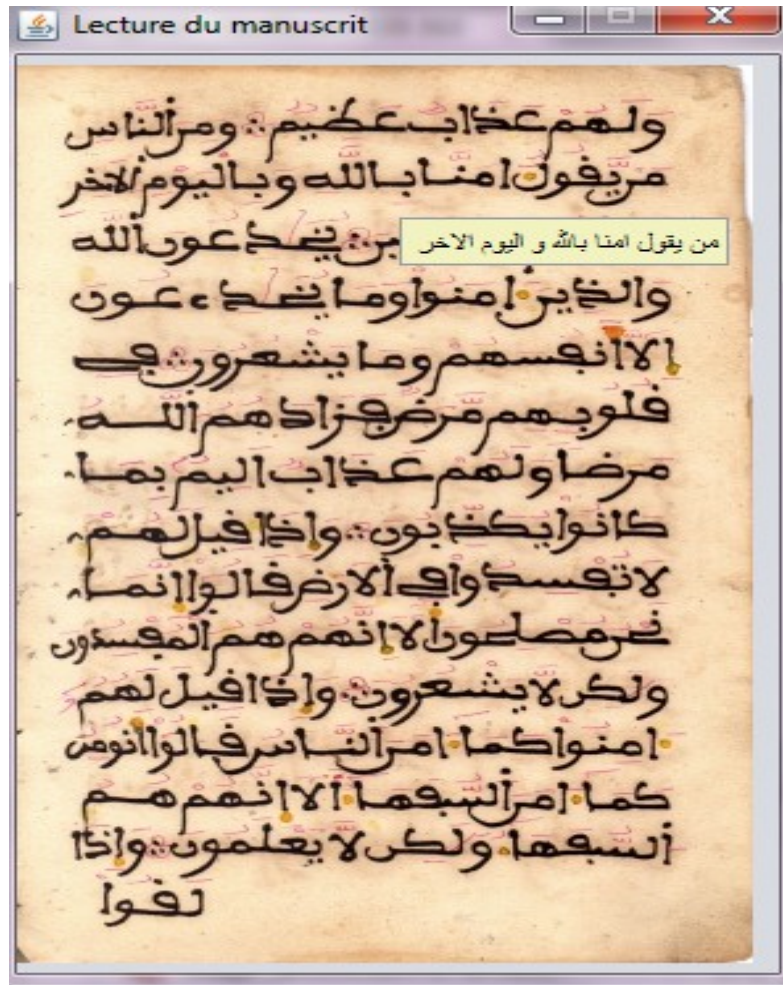 Lecture du manuscrit
ولهم عذاب عظيم ومن الناس
من يقول امنا بالله وباليوم الاخر
من يقول امنا بالله و اليوم الاخر
يخدعون الله
والذين امنوا وما يخدعون
الا انفسهم وما يشعرون في
قلوبهم مرض فزادهم الله
مرضا ولهم عذاب اليم بما
كانوا يكذبون واذا قيل لهم
لا تفسدوا في الارض قالوا انما
نحن مصلحون الا انهم هم المفسدون
ولكن لا يشعرون واذا قيل لهم
امنوا كما امن الناس قالوا انومن
كما امن السفها الا انهم هم
السفها ولكن لا يعلمون واذا
لقوا